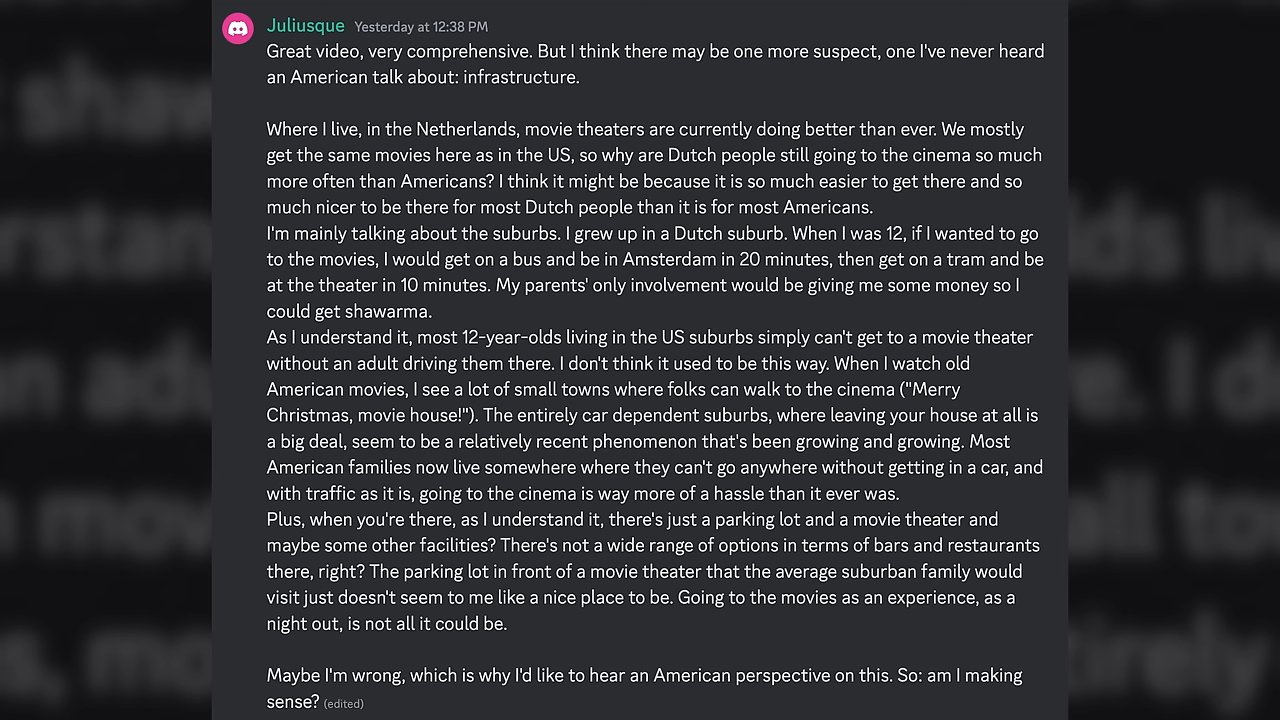 Juliusque Yesterday at 12:38 PM
Great video, very comprehensive. But I think there may be one more suspect, one I've never heard
an American talk about: infrastructure.
Where I live, in the Netherlands, movie theaters are currently doing better than ever. We mostly
get the same movies here as in the US, so why are Dutch people still going to the cinema so much
more often than Americans? I think it might be because it is so much easier to get there and so
much nicer to be there for most Dutch people than it is for most Americans.
I'm mainly talking about the suburbs. I grew up in a Dutch suburb. When I was 12, if I wanted to go
to the movies, I would get on a bus and be in Amsterdam in 20 minutes, then get on a tram and be
at the theater in 10 minutes. My parents' only involvement would be giving me some money so I
could get shawarma.
As I understand it, most 12-year-olds living in the US suburbs simply can't get to a movie theater
without an adult driving them there. I don't think it used to be this way. When I watch old
American movies, I see a lot of small towns where folks can walk to the cinema ("Merry
Christmas, movie house!"). The entirely car dependent suburbs, where leaving your house at all is
a big deal, seem to be a relatively recent phenomenon that's been growing and growing. Most
American families now live somewhere where they can't go anywhere without getting in a car, and
with traffic as it is, going to the cinema is way more of a hassle than it ever was.
Plus, when you're there, as I understand it, there's just a parking lot and a movie theater and
maybe some other facilities? There's not a wide range of options in terms of bars and restaurants
there, right? The parking lot in front of a movie theater that the average suburban family would
visit just doesn't seem to me like a nice place to be. Going to the movies as an experience, as a
night out, is not all it could be.
Maybe I'm wrong, which is why I'd like to hear an American perspective on this. So: am I making
sense? (edited)